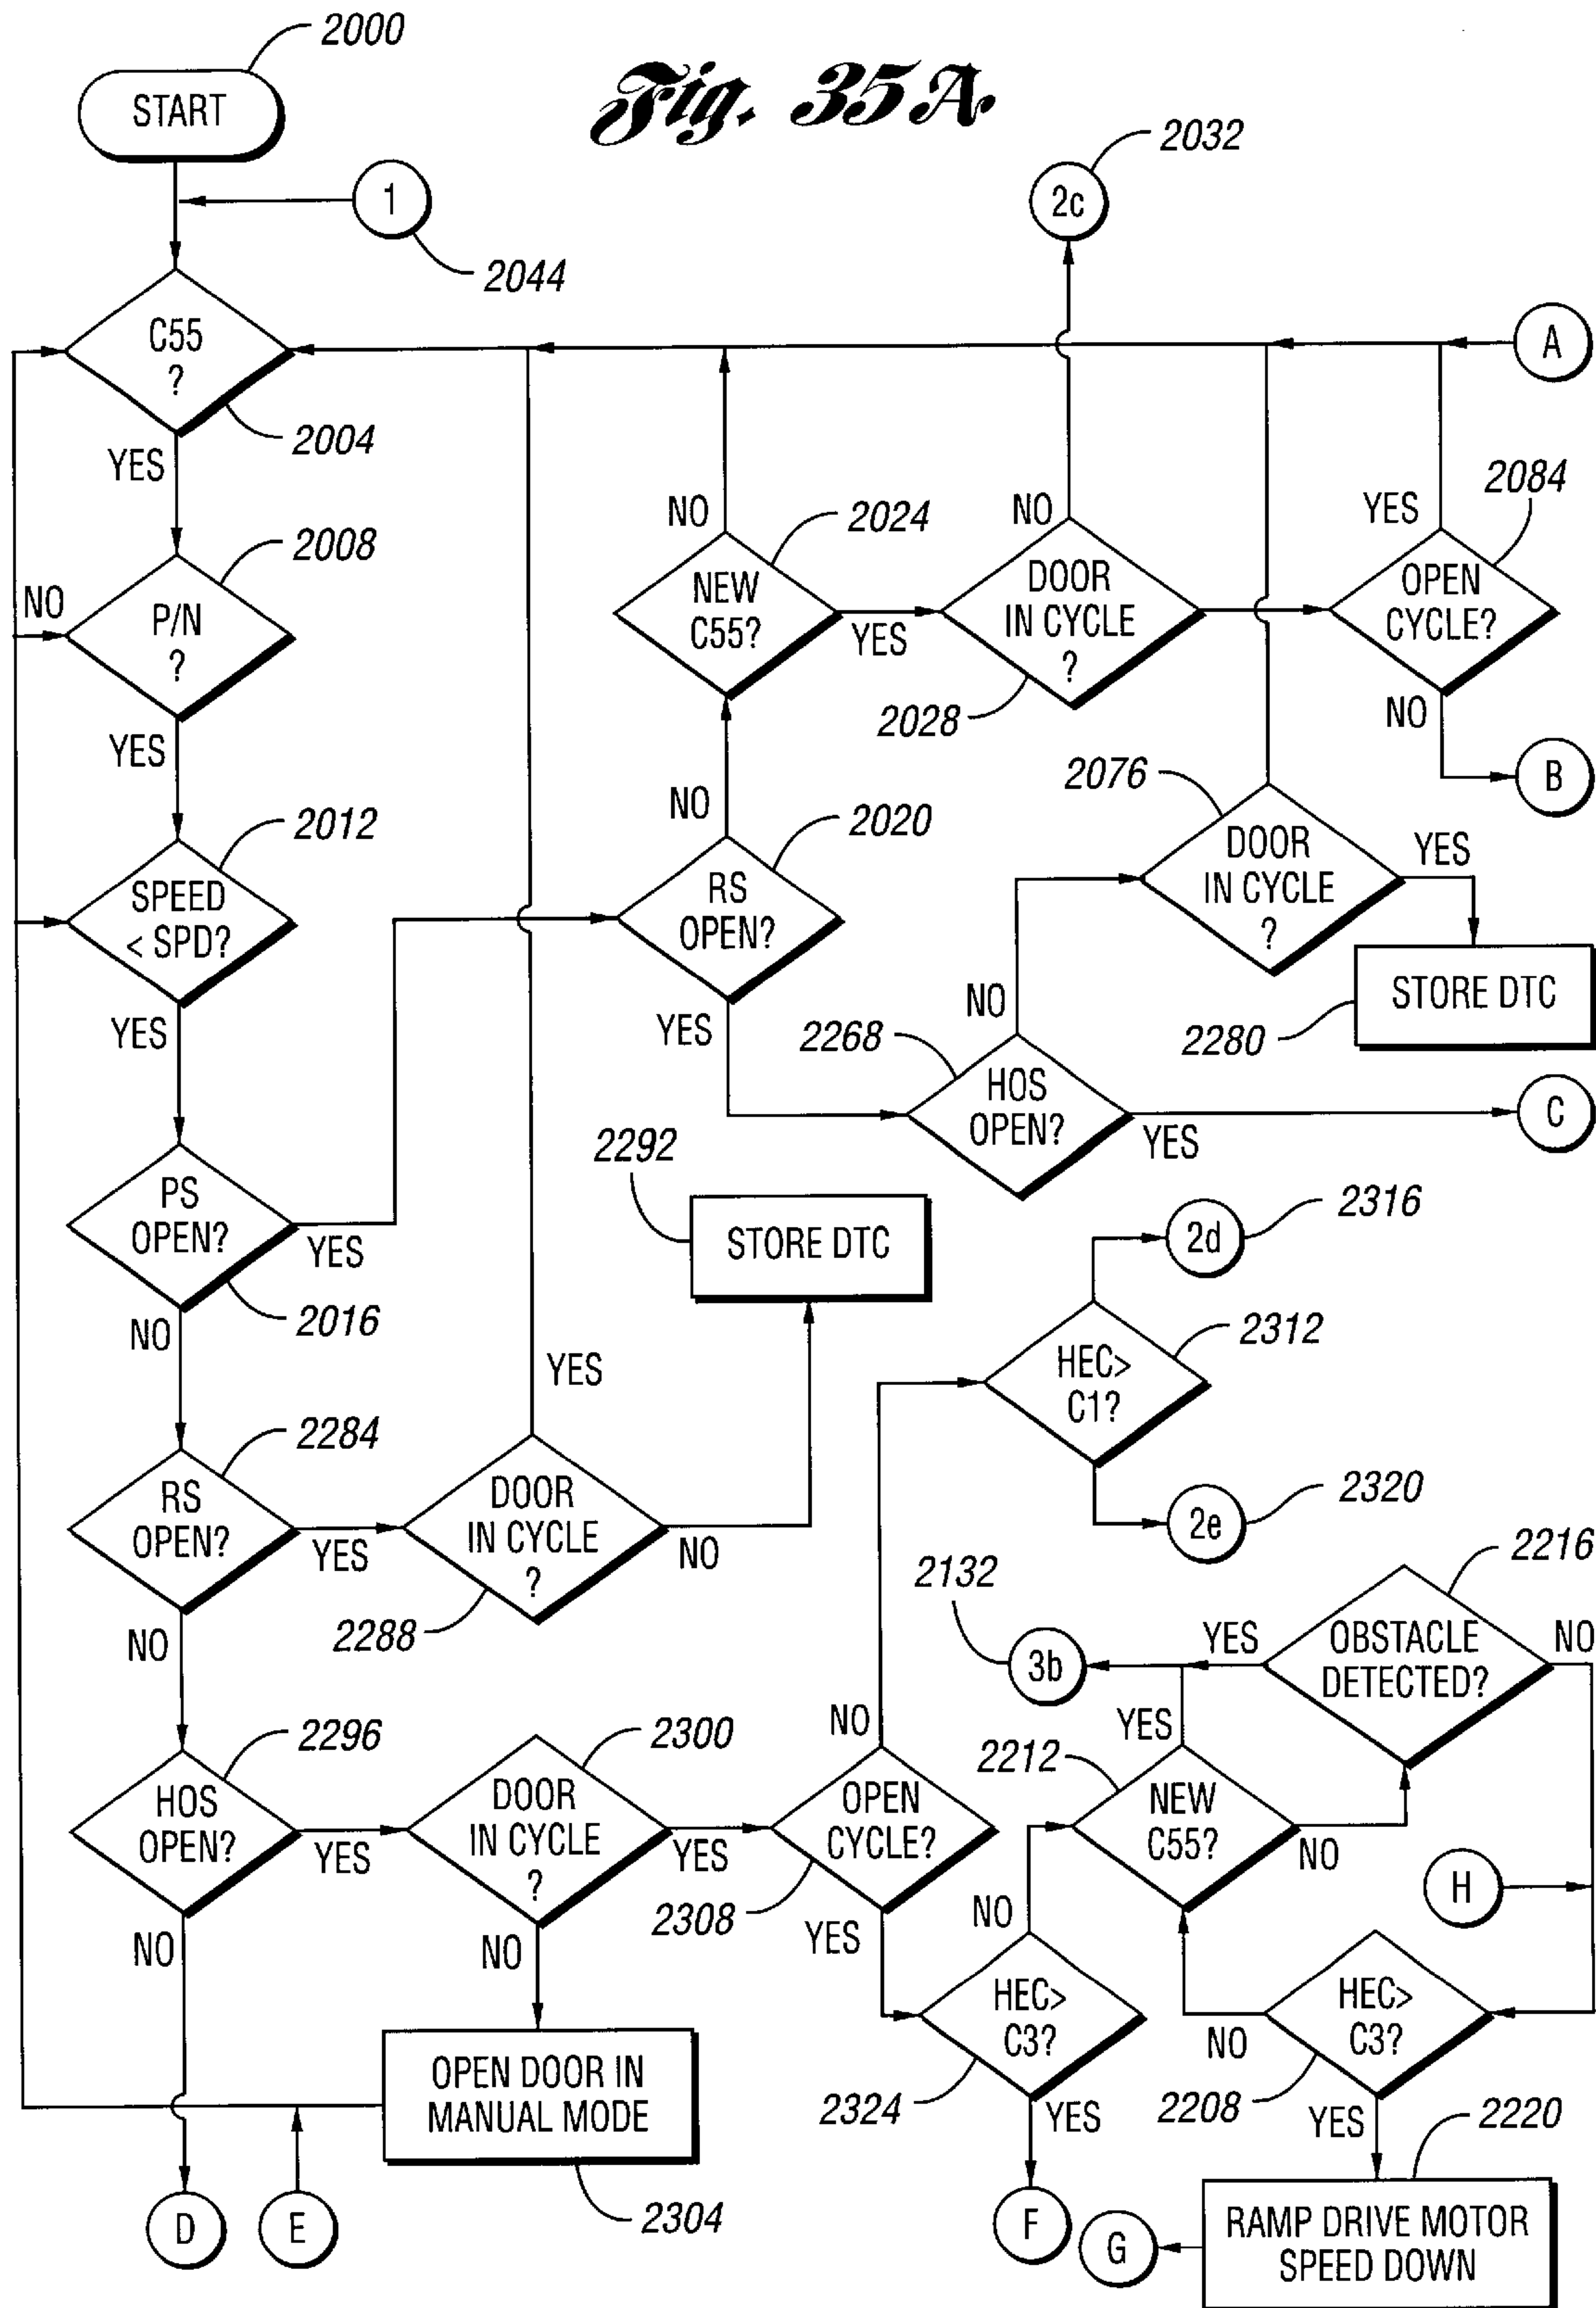 Fig. 35A.
2000
START
1
2044
2032
2c
C55
?
2004
A
YES
NO
2008
P/N
?
YES
NO
2024
NEW
C55?
YES
NO
DOOR
IN CYCLE
?
2028
YES
2084
OPEN
CYCLE?
NO
B
2012
SPEED
< SPD?
YES
NO
2020
RS
OPEN?
YES
2076
DOOR
IN CYCLE
?
YES
STORE DTC
2280
NO
2268
HOS
OPEN?
YES
C
PS
OPEN?
YES
2016
NO
2292
STORE DTC
2d
2316
HEC>
C1?
2312
2e
2320
2284
RS
OPEN?
YES
NO
YES
DOOR
IN CYCLE
?
NO
2288
2132
3b
YES
2216
OBSTACLE
DETECTED?
NO
2296
HOS
OPEN?
YES
NO
2300
DOOR
IN CYCLE
?
YES
NO
NO
OPEN
CYCLE?
2308
YES
YES
2212
NEW
C55?
NO
H
NO
HEC>
C3?
2324
YES
F
HEC>
C3?
NO
2208
YES
2220
RAMP DRIVE MOTOR
SPEED DOWN
G
OPEN DOOR IN
MANUAL MODE
2304
D
E